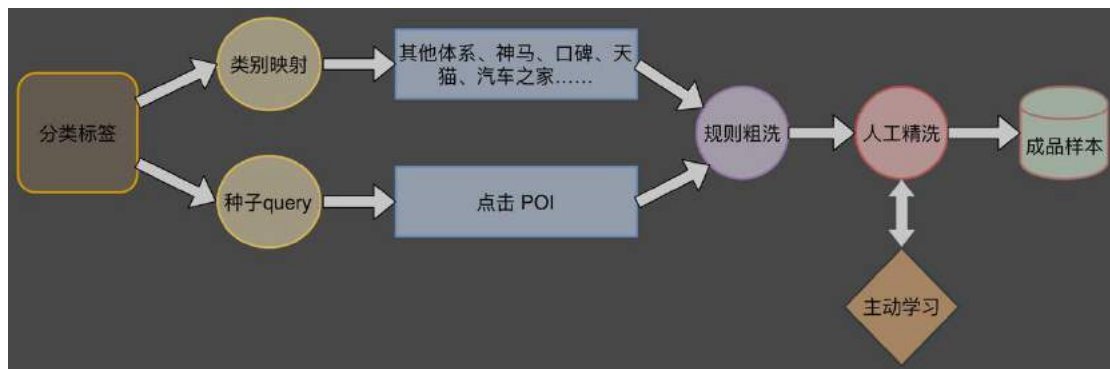 分类标签
类别映射
其他体系、神马、口碑、天
猫、汽车之家……
种子query
点击 POI
规则粗洗
人工精洗
成品样本
主动学习